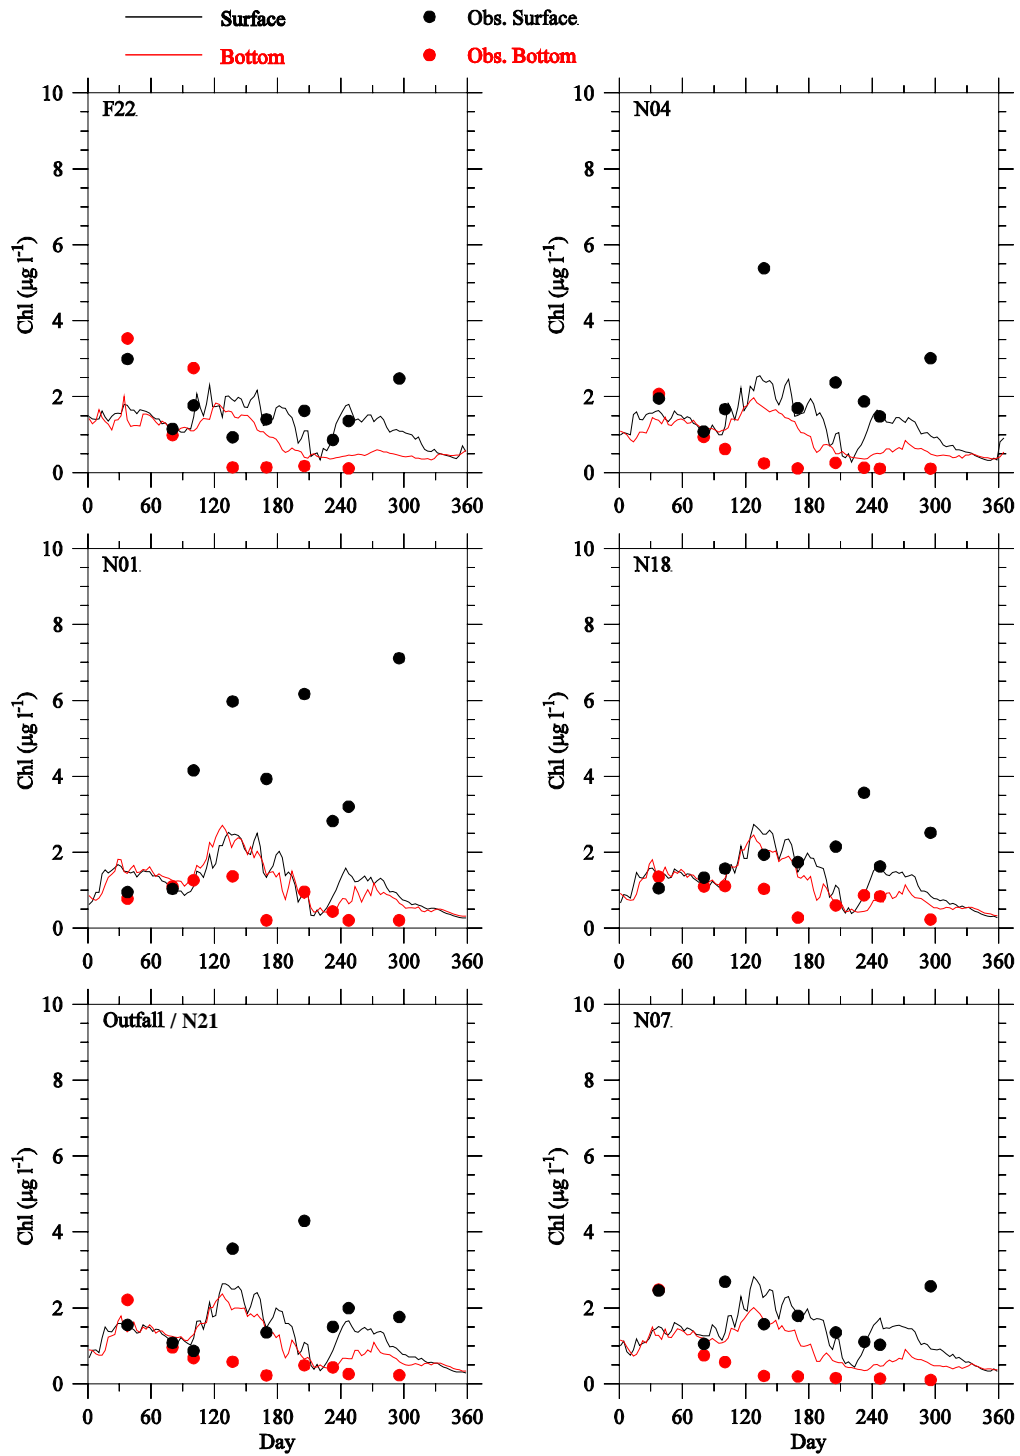 Surface Obs. Surface
Bottom Obs. Bottom
F22 N04
10 8 6 4 2 0 10 8 6 4 2 0
Chl (µg l-1) Chl (µg l-1)
0 60 120 180 240 300 360 0 60 120 180 240 300 360
N01 N18
10 8 6 4 2 0 10 8 6 4 2 0
Chl (µg l-1) Chl (µg l-1)
0 60 120 180 240 300 360 0 60 120 180 240 300 360
Outfall / N21 N07
10 8 6 4 2 0 10 8 6 4 2 0
Chl (µg l-1) Chl (µg l-1)
0 60 120 180 240 300 360 0 60 120 180 240 300 360
Day Day